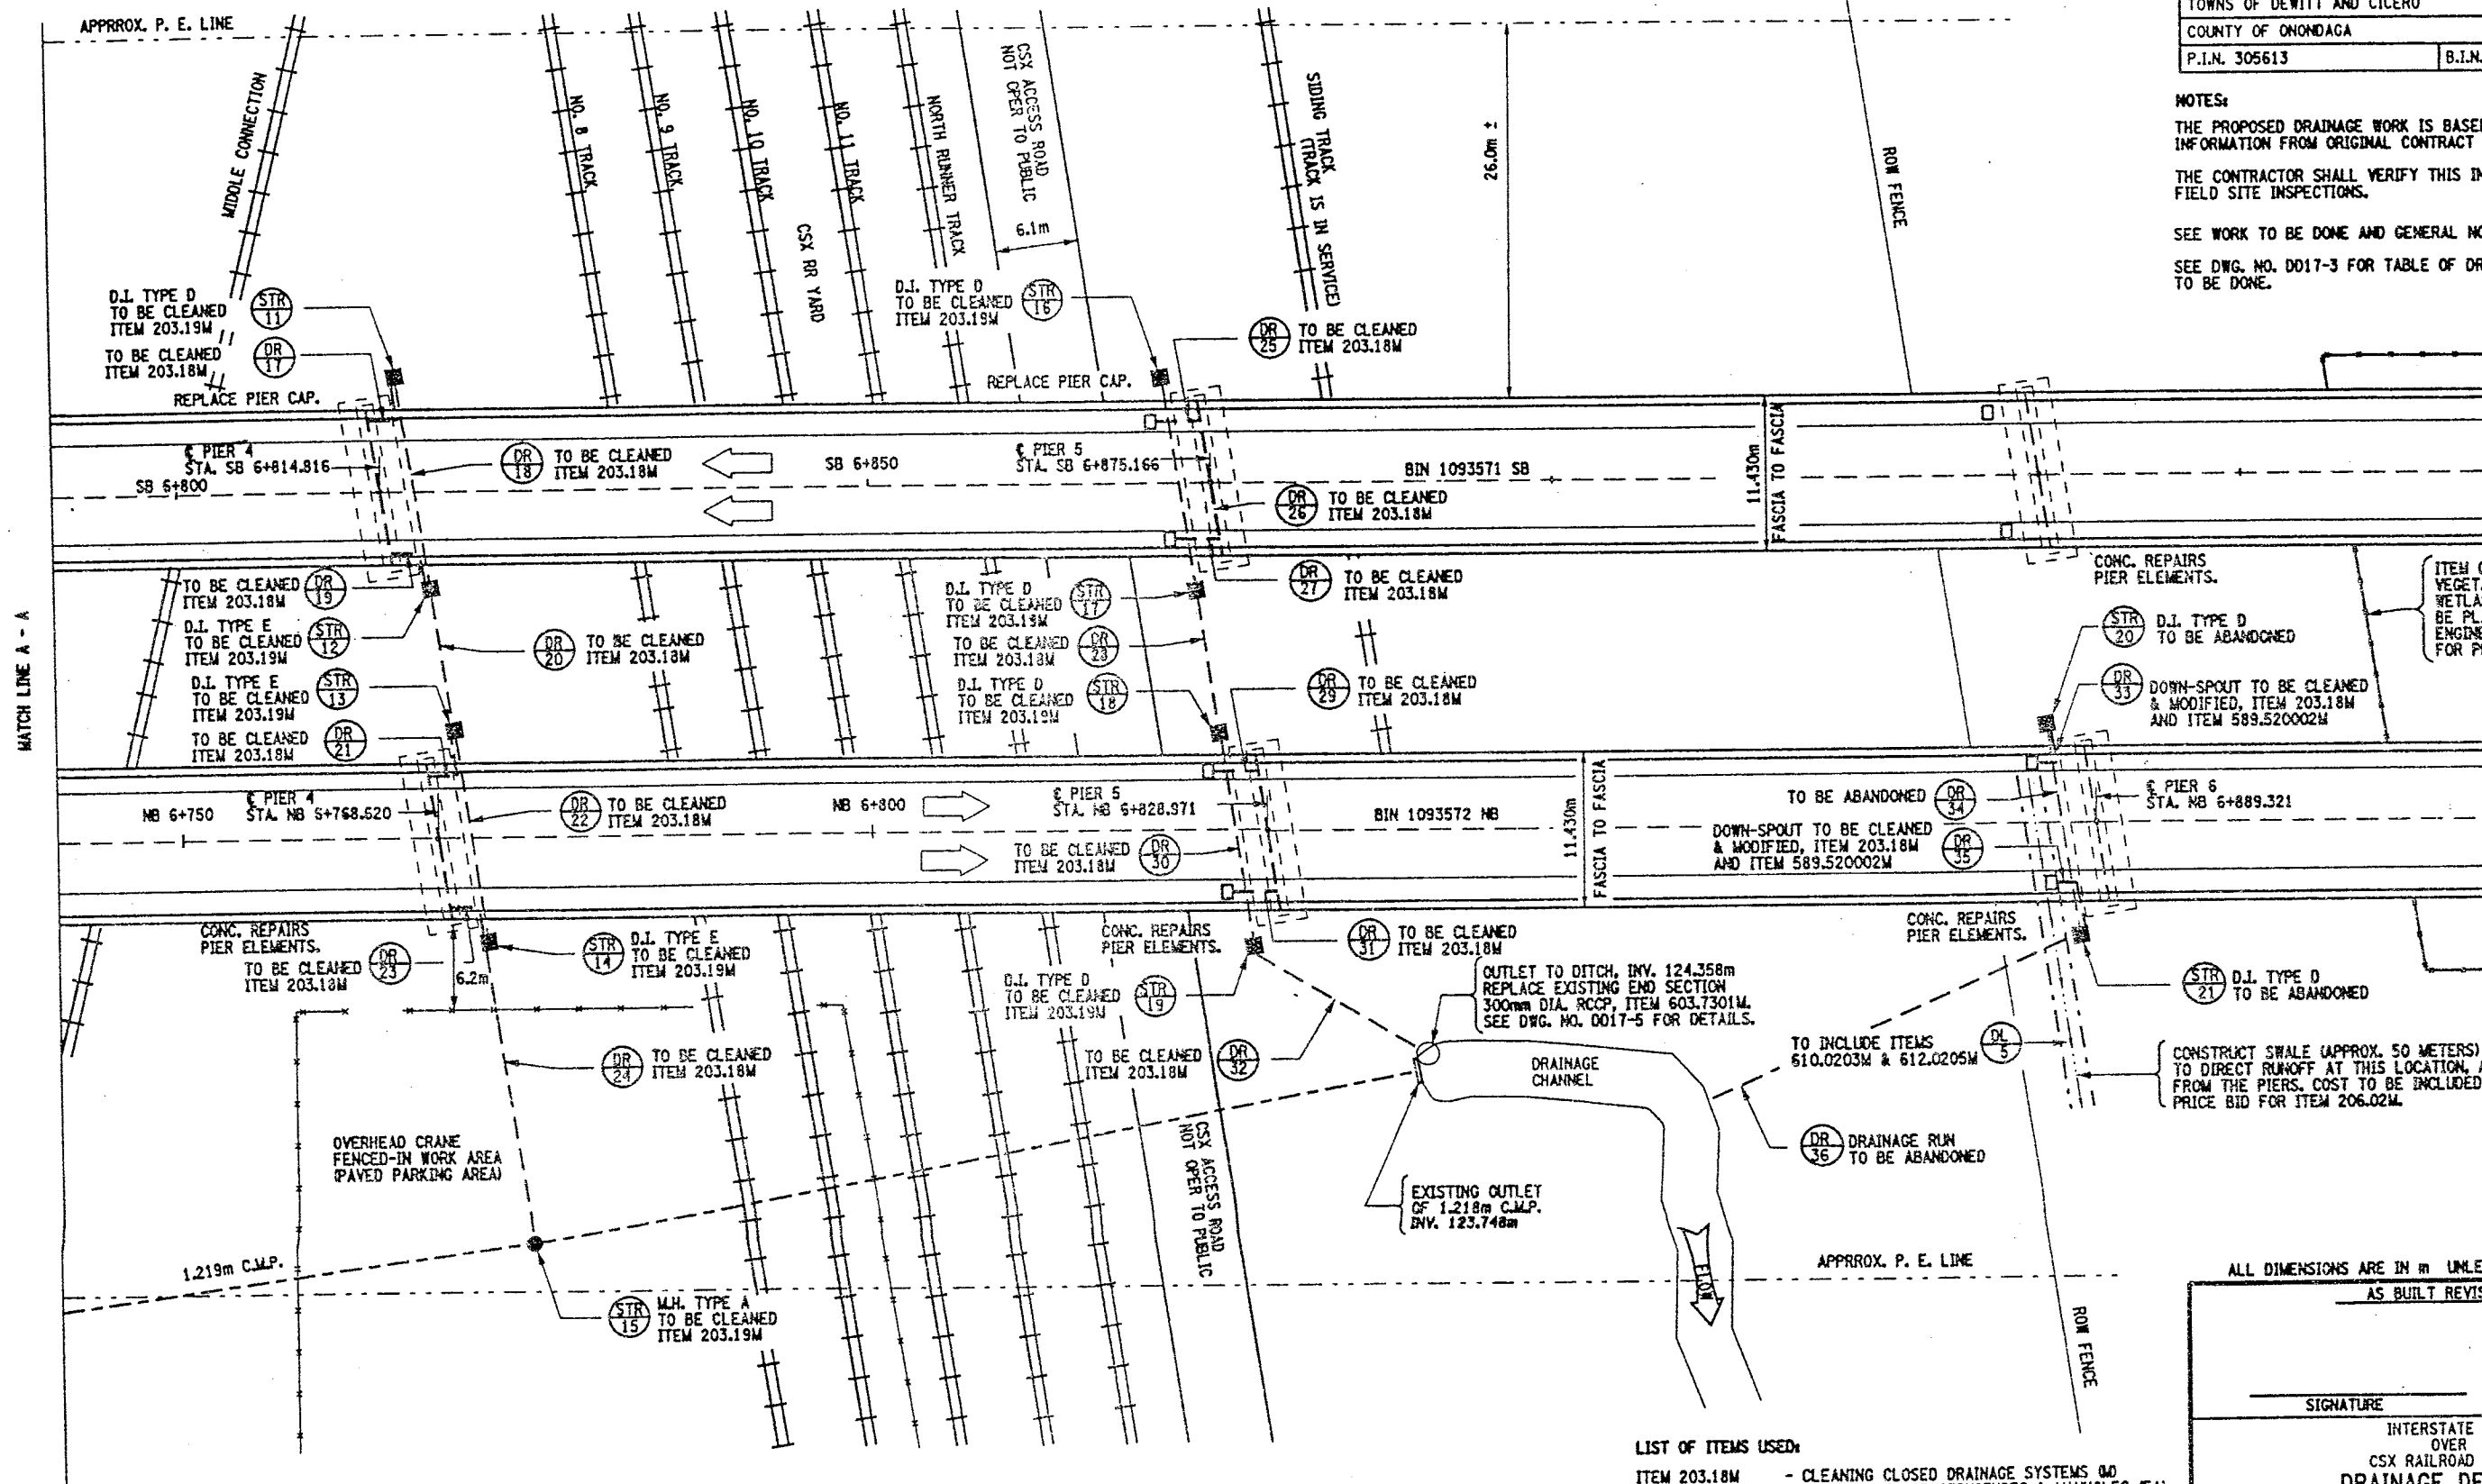 APPRROX. P. E. LINE
MIDDLE CONNECTION
NO. 8 TRACK
NO. 9 TRACK
NO. 10 TRACK
CSX RR YARD
NO. 11 TRACK
NORTH RUNNER TRACK
CSX ACCESS ROAD
NOT OPER TO PUBLIC
6.1m
SIDING TRACK
(TRACK IS IN SERVICE)
26.0m ±
ROW FENCE
TOWNS OF DEWITT AND CICERO
COUNTY OF ONONDAGA
P.I.N. 305613
B.I.N.
NOTES:
THE PROPOSED DRAINAGE WORK IS BASE
INFORMATION FROM ORIGINAL CONTRACT
THE CONTRACTOR SHALL VERIFY THIS IN
FIELD SITE INSPECTIONS.
SEE WORK TO BE DONE AND GENERAL NO
SEE DWG. NO. DD17-3 FOR TABLE OF DR
TO BE DONE.
D.I. TYPE D
TO BE CLEANED
ITEM 203.19M
STR
11
TO BE CLEANED
ITEM 203.18M
DR
17
REPLACE PIER CAP.
D.I. TYPE D
TO BE CLEANED
ITEM 203.19M
STR
16
REPLACE PIER CAP.
DR
25
TO BE CLEANED
ITEM 203.18M
MATCH LINE A - A
℄ PIER 4
STA. SB 6+814.816
SB 6+800
DR
18
TO BE CLEANED
ITEM 203.18M
SB 6+850
℄ PIER 5
STA. SB 6+875.166
DR
26
TO BE CLEANED
ITEM 203.18M
BIN 1093571 SB
11.430m
FASCIA TO FASCIA
TO BE CLEANED
ITEM 203.18M
DR
19
D.I. TYPE E
TO BE CLEANED
ITEM 203.19M
STR
12
D.I. TYPE E
TO BE CLEANED
ITEM 203.19M
STR
13
TO BE CLEANED
ITEM 203.18M
DR
21
DR
20
TO BE CLEANED
ITEM 203.18M
D.I. TYPE D
TO BE CLEANED
ITEM 203.19M
STR
17
TO BE CLEANED
ITEM 203.18M
DR
28
D.I. TYPE D
TO BE CLEANED
ITEM 203.19M
STR
18
DR
27
TO BE CLEANED
ITEM 203.18M
DR
29
TO BE CLEANED
ITEM 203.18M
CONC. REPAIRS
PIER ELEMENTS.
STR
20
D.I. TYPE D
TO BE ABANDONED
DR
33
DOWN-SPOUT TO BE CLEANED
& MODIFIED, ITEM 203.18M
AND ITEM 589.520002M
ITEM
VEGET
WETLA
BE PL
ENGINE
FOR P
NB 6+750
℄ PIER 4
STA. NB 6+768.620
DR
22
TO BE CLEANED
ITEM 203.18M
NB 6+800
℄ PIER 5
STA. NB 6+828.971
TO BE CLEANED
ITEM 203.18M
DR
30
BIN 1093572 NB
11.430m
FASCIA TO FASCIA
TO BE ABANDONED
DR
34
℄ PIER 6
STA. NB 6+889.321
DOWN-SPOUT TO BE CLEANED
& MODIFIED, ITEM 203.18M
AND ITEM 589.520002M
DR
35
CONC. REPAIRS
PIER ELEMENTS.
TO BE CLEANED
ITEM 203.18M
DR
23
6.2m
STR
14
D.I. TYPE E
TO BE CLEANED
ITEM 203.19M
CONC. REPAIRS
PIER ELEMENTS.
D.I. TYPE D
TO BE CLEANED
ITEM 203.19M
STR
19
DR
31
TO BE CLEANED
ITEM 203.18M
OUTLET TO DITCH, INV. 124.358m
REPLACE EXISTING END SECTION
300mm DIA. RCCP, ITEM 603.7301M.
SEE DWG. NO. DD17-5 FOR DETAILS.
CONC. REPAIRS
PIER ELEMENTS.
STR
21
D.I. TYPE D
TO BE ABANDONED
DR
24
TO BE CLEANED
ITEM 203.18M
TO BE CLEANED
ITEM 203.18M
DR
32
DRAINAGE
CHANNEL
TO INCLUDE ITEMS
610.0203M & 612.0205M
DL
5
CONSTRUCT SWALE (APPROX. 50 METERS)
TO DIRECT RUNOFF AT THIS LOCATION, A
FROM THE PIERS. COST TO BE INCLUDED
PRICE BID FOR ITEM 206.02M.
OVERHEAD CRANE
FENCED-IN WORK AREA
(PAVED PARKING AREA)
CSX ACCESS ROAD
NOT OPER TO PUBLIC
EXISTING OUTLET
OF 1.218m C.M.P.
INV. 123.748m
DR
36
DRAINAGE RUN
TO BE ABANDONED
1.219m C.M.P.
STR
15
M.H. TYPE A
TO BE CLEANED
ITEM 203.19M
FLOW
APPRROX. P. E. LINE
ROW FENCE
ALL DIMENSIONS ARE IN m UNLE
AS BUILT REVIS
SIGNATURE
INTERSTATE
OVER
CSX RAILROAD
DRAINAGE DE
LIST OF ITEMS USED:
ITEM 203.18M - CLEANING CLOSED DRAINAGE SYSTEMS (M)